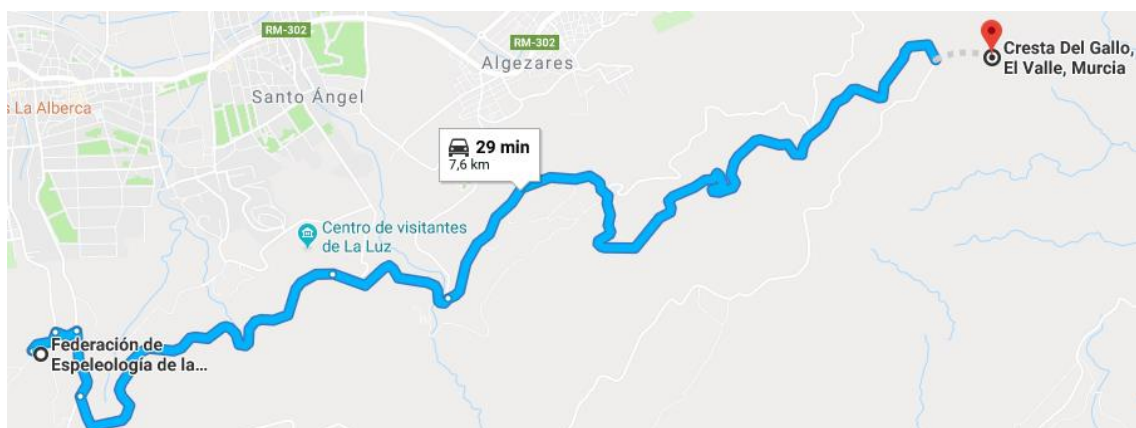 RM-302
RM-302
Algezares
Cresta Del Gallo,
El Valle, Murcia
s La Alberca
Santo Ángel
29 min
7,6 km
Centro de visitantes
de La Luz
Federación de
Espeleología de la...